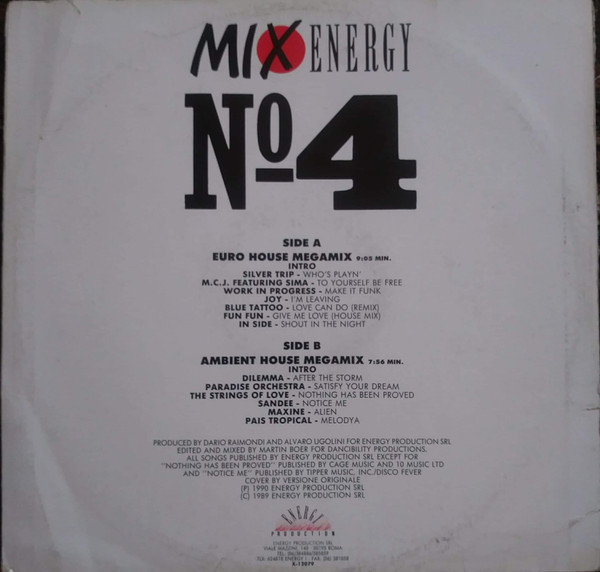 MIX ENERGY
Nº4
SIDE A
EURO HOUSE MEGAMIX 9:05 MIN.
INTRO
SILVER TRIP - WHO'S PLAYN'
M.C.J. FEATURING SIMA - TO YOURSELF BE FREE
WORK IN PROGRESS - MAKE IT FUNK
JOY - I'M LEAVING
BLUE TATTOO - LOVE CAN DO (REMIX)
FUN FUN - GIVE ME LOVE (HOUSE MIX)
IN SIDE - SHOUT IN THE NIGHT
SIDE B
AMBIENT HOUSE MEGAMIX 7:56 MIN.
INTRO
DILEMMA - AFTER THE STORM
PARADISE ORCHESTRA - SATISFY YOUR DREAM
THE STRINGS OF LOVE - NOTHING HAS BEEN PROVED
SANDEE - NOTICE ME
MAXINE - ALIEN
PAIS TROPICAL - MELODYA
PRODUCED BY DARIO RAIMONDI AND ALVARO UGOLINI FOR ENERGY PRODUCTION SRL
EDITED AND MIXED BY MARTIN BOER FOR DANCIBILITY PRODUCTIONS.
ALL SONGS PUBLISHED BY ENERGY PRODUCTION SRL EXCEPT FOR
"NOTHING HAS BEEN PROVED" PUBLISHED BY CAGE MUSIC AND 10 MUSIC LTD
AND "NOTICE ME" PUBLISHED BY TIPPER MUSIC, INC./DISCO FEVER
COVER BY VERSIONE ORIGINALE
(P) 1990 ENERGY PRODUCTION SRL
(C) 1989 ENERGY PRODUCTION SRL
ENERGY
PRODUCTION
ENERGY PRODUCTION SRL
ROMA